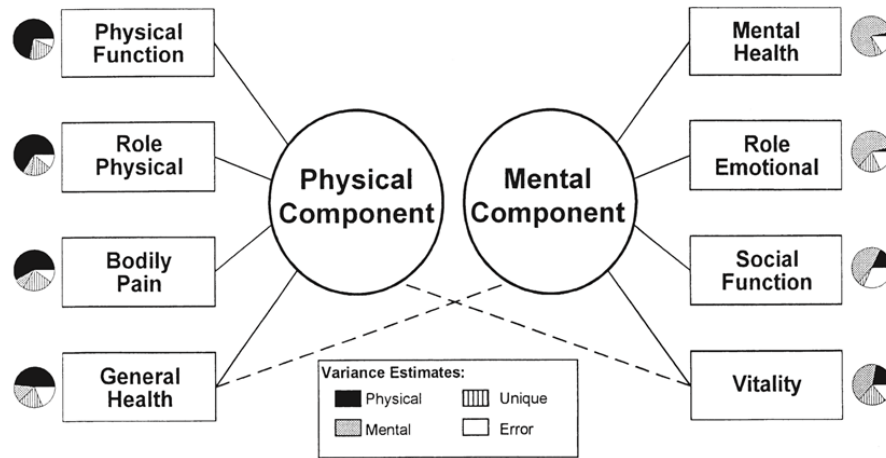 Physical
Function
Role
Physical
Bodily
Pain
General
Health
Physical
Component
Mental
Component
Mental
Health
Role
Emotional
Social
Function
Vitality
Variance Estimates:
Physical
Unique
Mental
Error